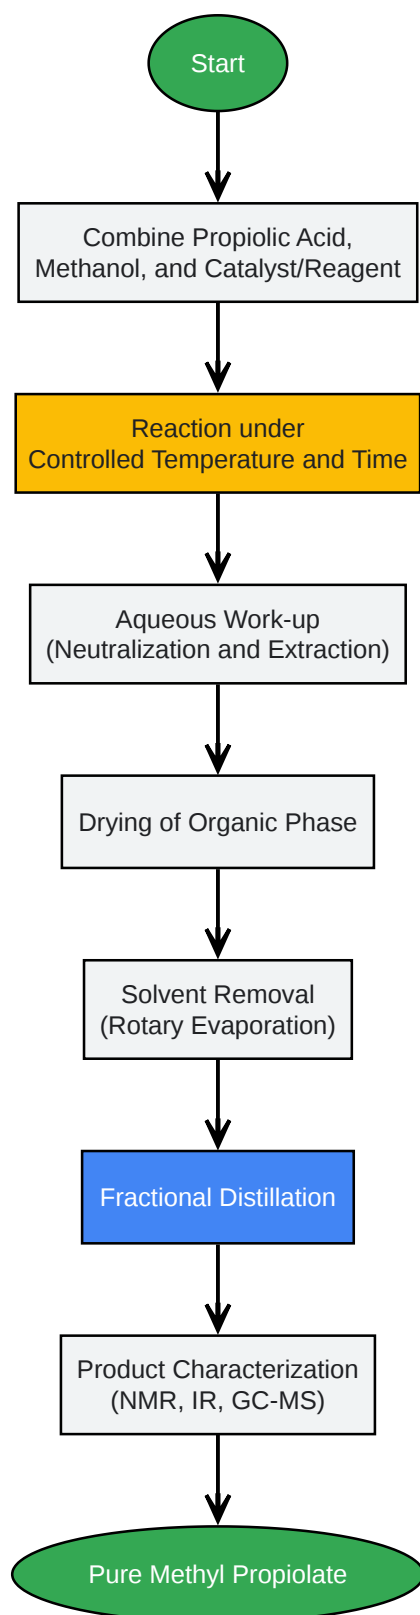 Start
Combine Propiolic Acid,
Methanol, and Catalyst/Reagent
Reaction under
Controlled Temperature and Time
Aqueous Work-up
(Neutralization and Extraction)
Drying of Organic Phase
Solvent Removal
(Rotary Evaporation)
Fractional Distillation
Product Characterization
(NMR, IR, GC-MS)
Pure Methyl Propiolate